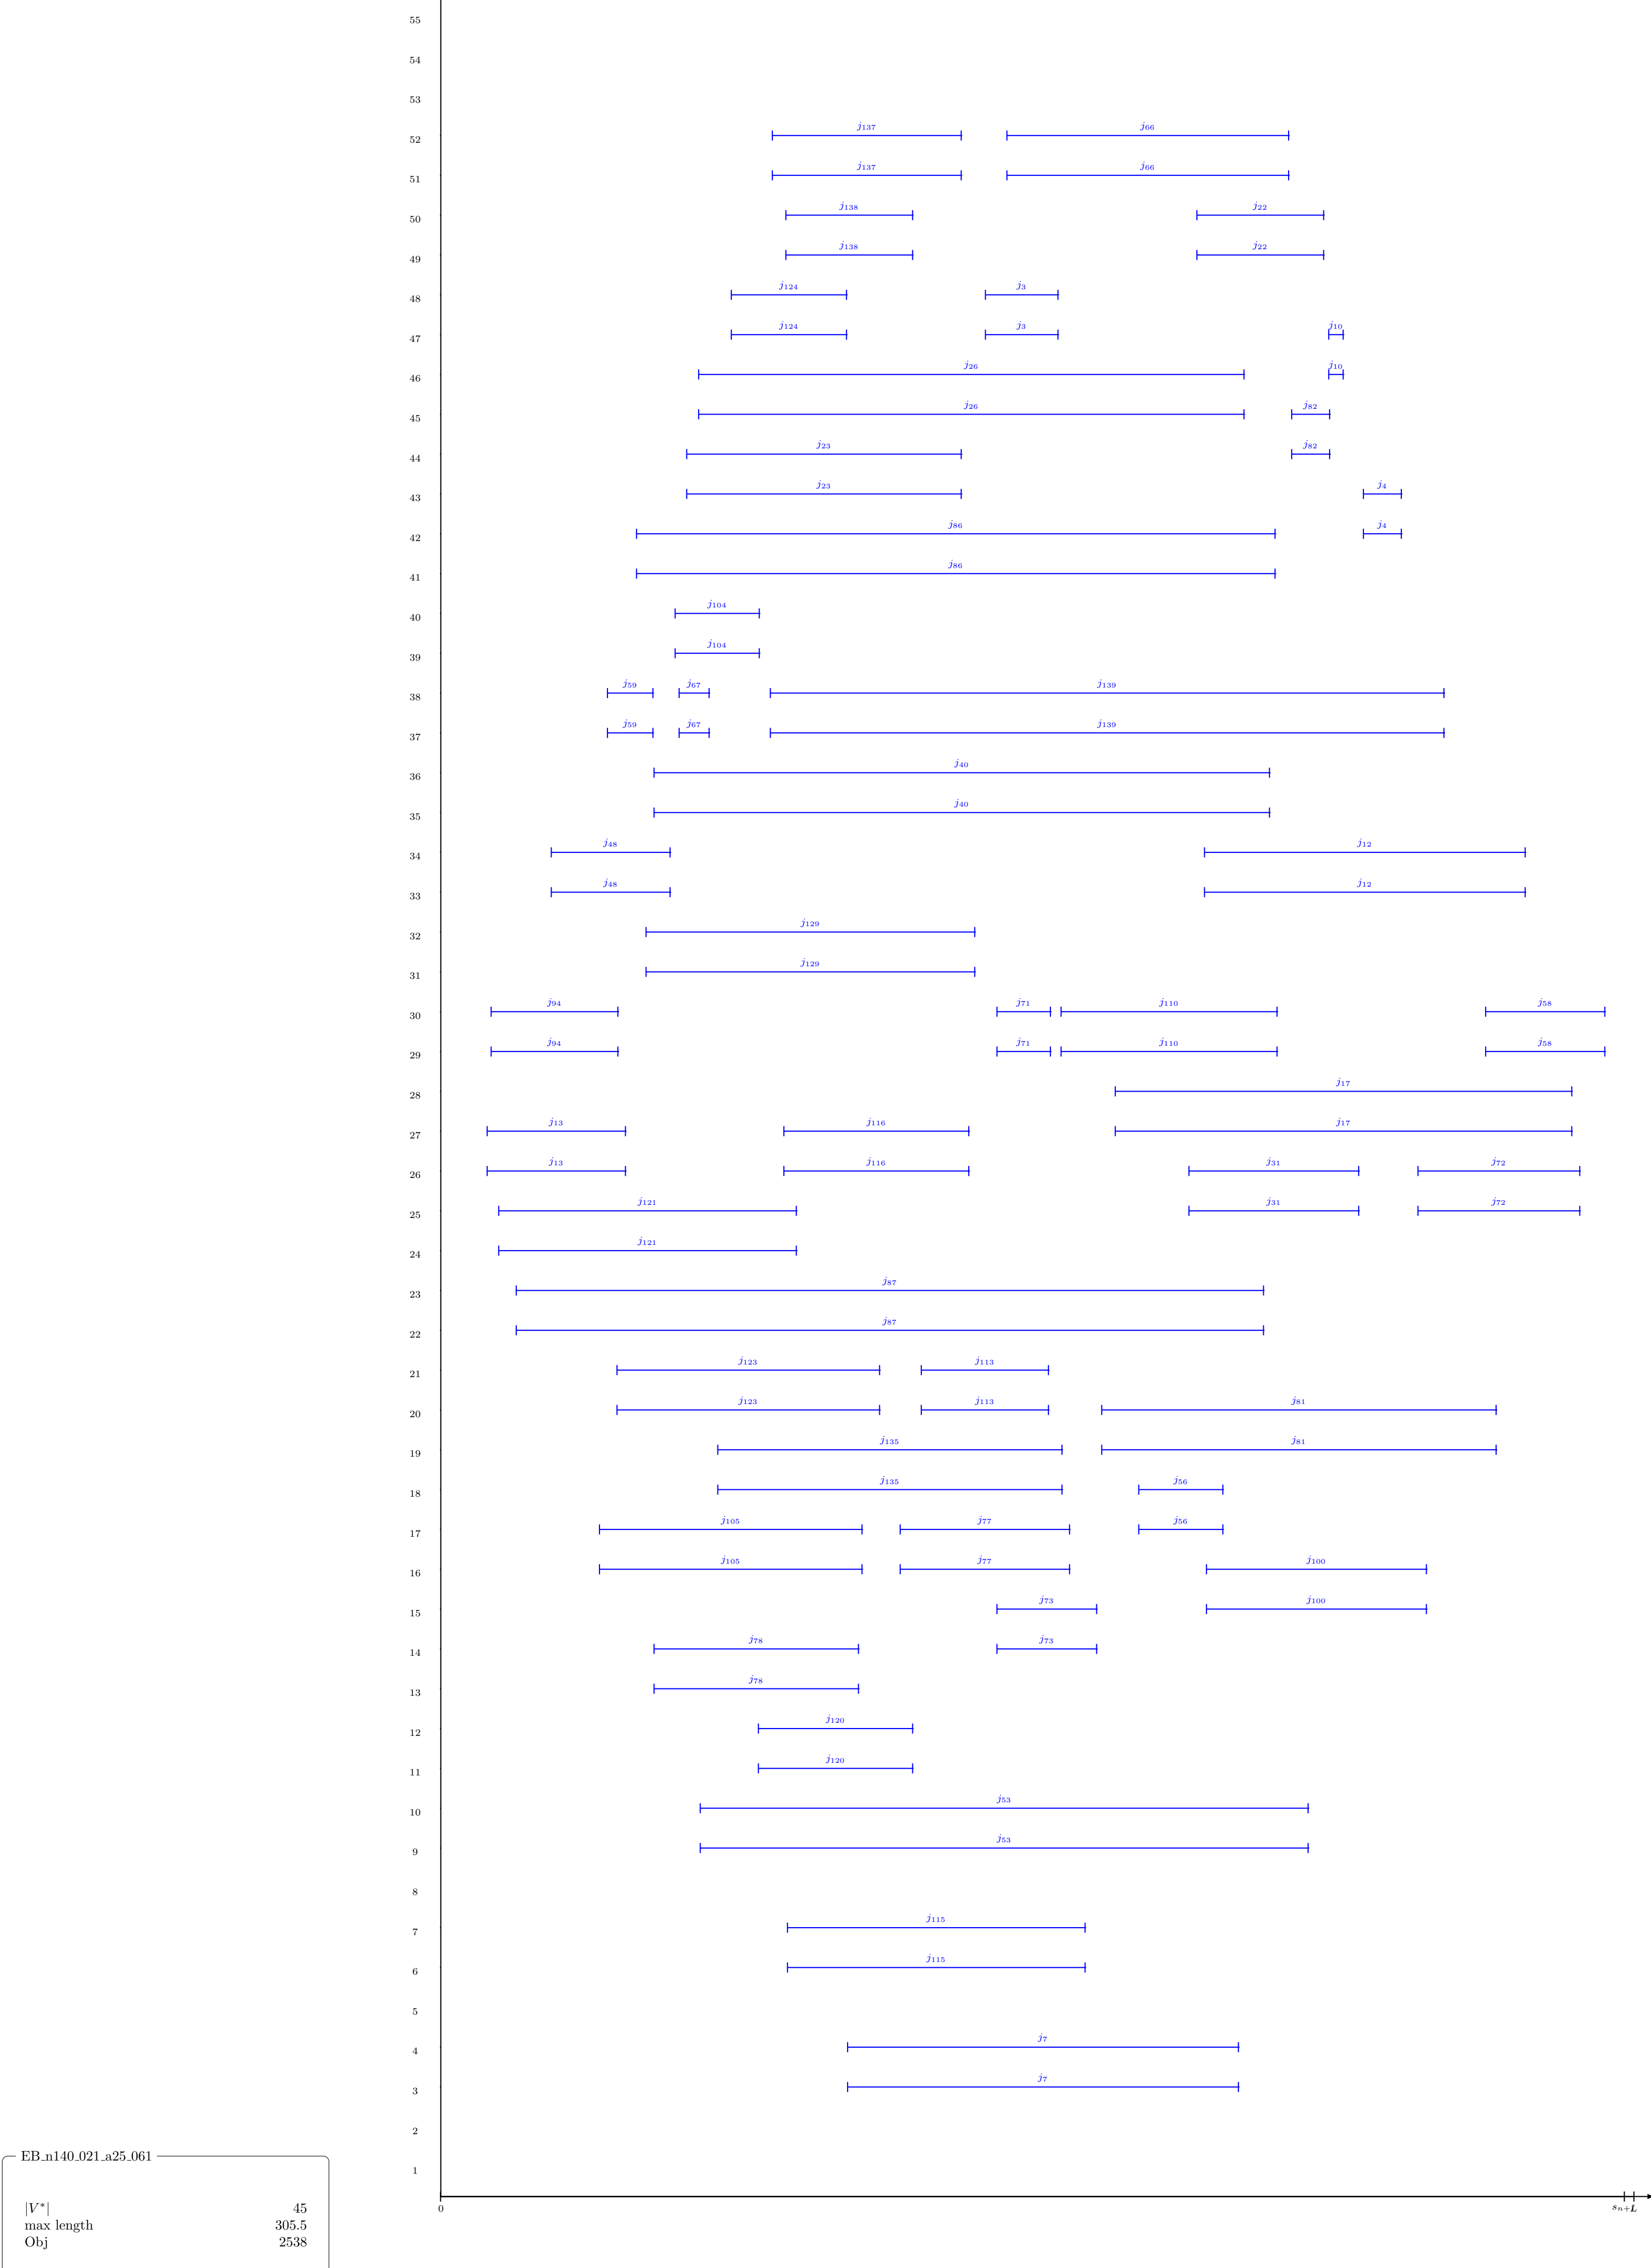 55
54
53
j137 j66
52
j137 j66
51
j138 j22
50
j138 j22
49
j124 j3
48
j124 j3 j10
47
j26 j10
46
j26 j82
45
j23 j82
44
j23 j4
43
j86 j4
42
j86
41
j104
40
j104
39
j59 j67 j139
38
j59 j67 j139
37
j40
36
j40
35
j48 j12
34
j48 j12
33
j129
32
j129
31
j94 j71 j110 j58
30
j94 j71 j110 j58
29
j17
28
j13 j116 j17
27
j13 j116 j31 j72
26
j121 j31 j72
25
j121
24
j87
23
j87
22
j123 j113
21
j123 j113 j81
20
j135 j81
19
j135 j56
18
j105 j77 j56
17
j105 j77 j100
16
j73 j100
15
j78 j73
14
j78
13
j120
12
j120
11
j53
10
j53
9
8
j115
7
j115
6
5
j7
4
j7
3
2
1
0 sn+L
EB_n140_021_a25_061
|V*| 45
max length 305.5
Obj 2538